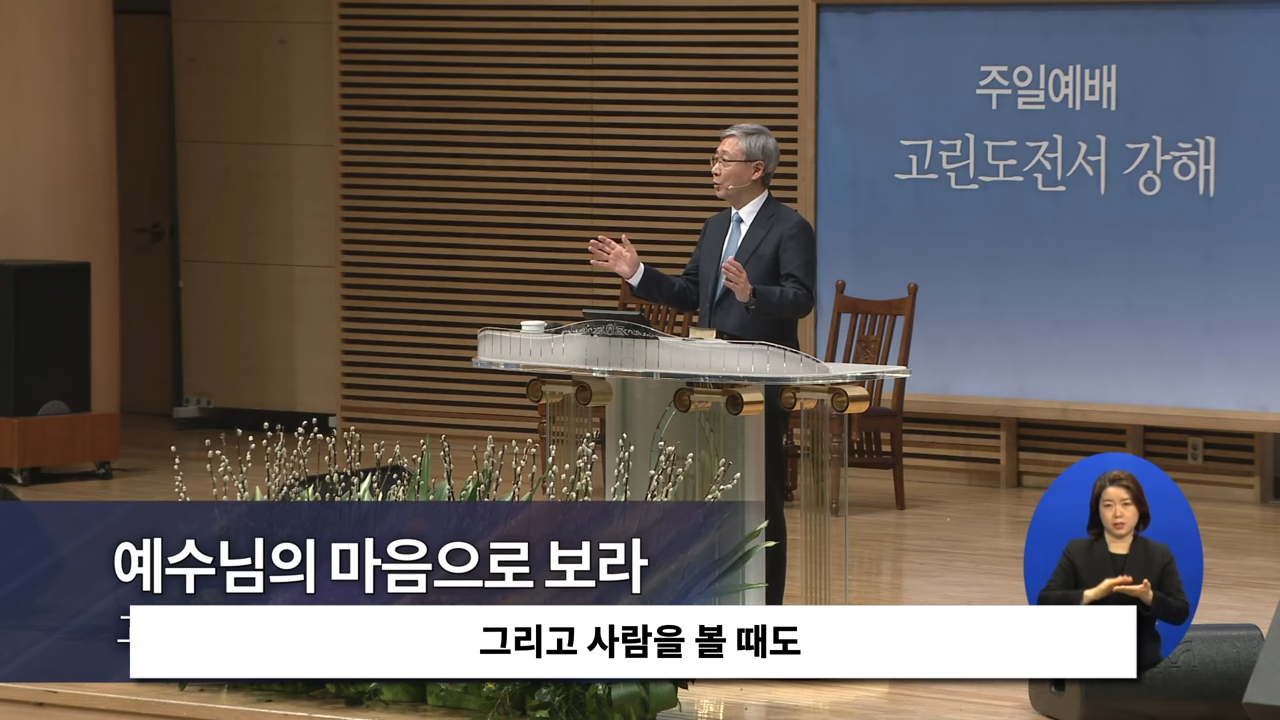 주일예배
고린도전서 강해
예수님의 마음으로 보라
그리고 사람을 볼 때도